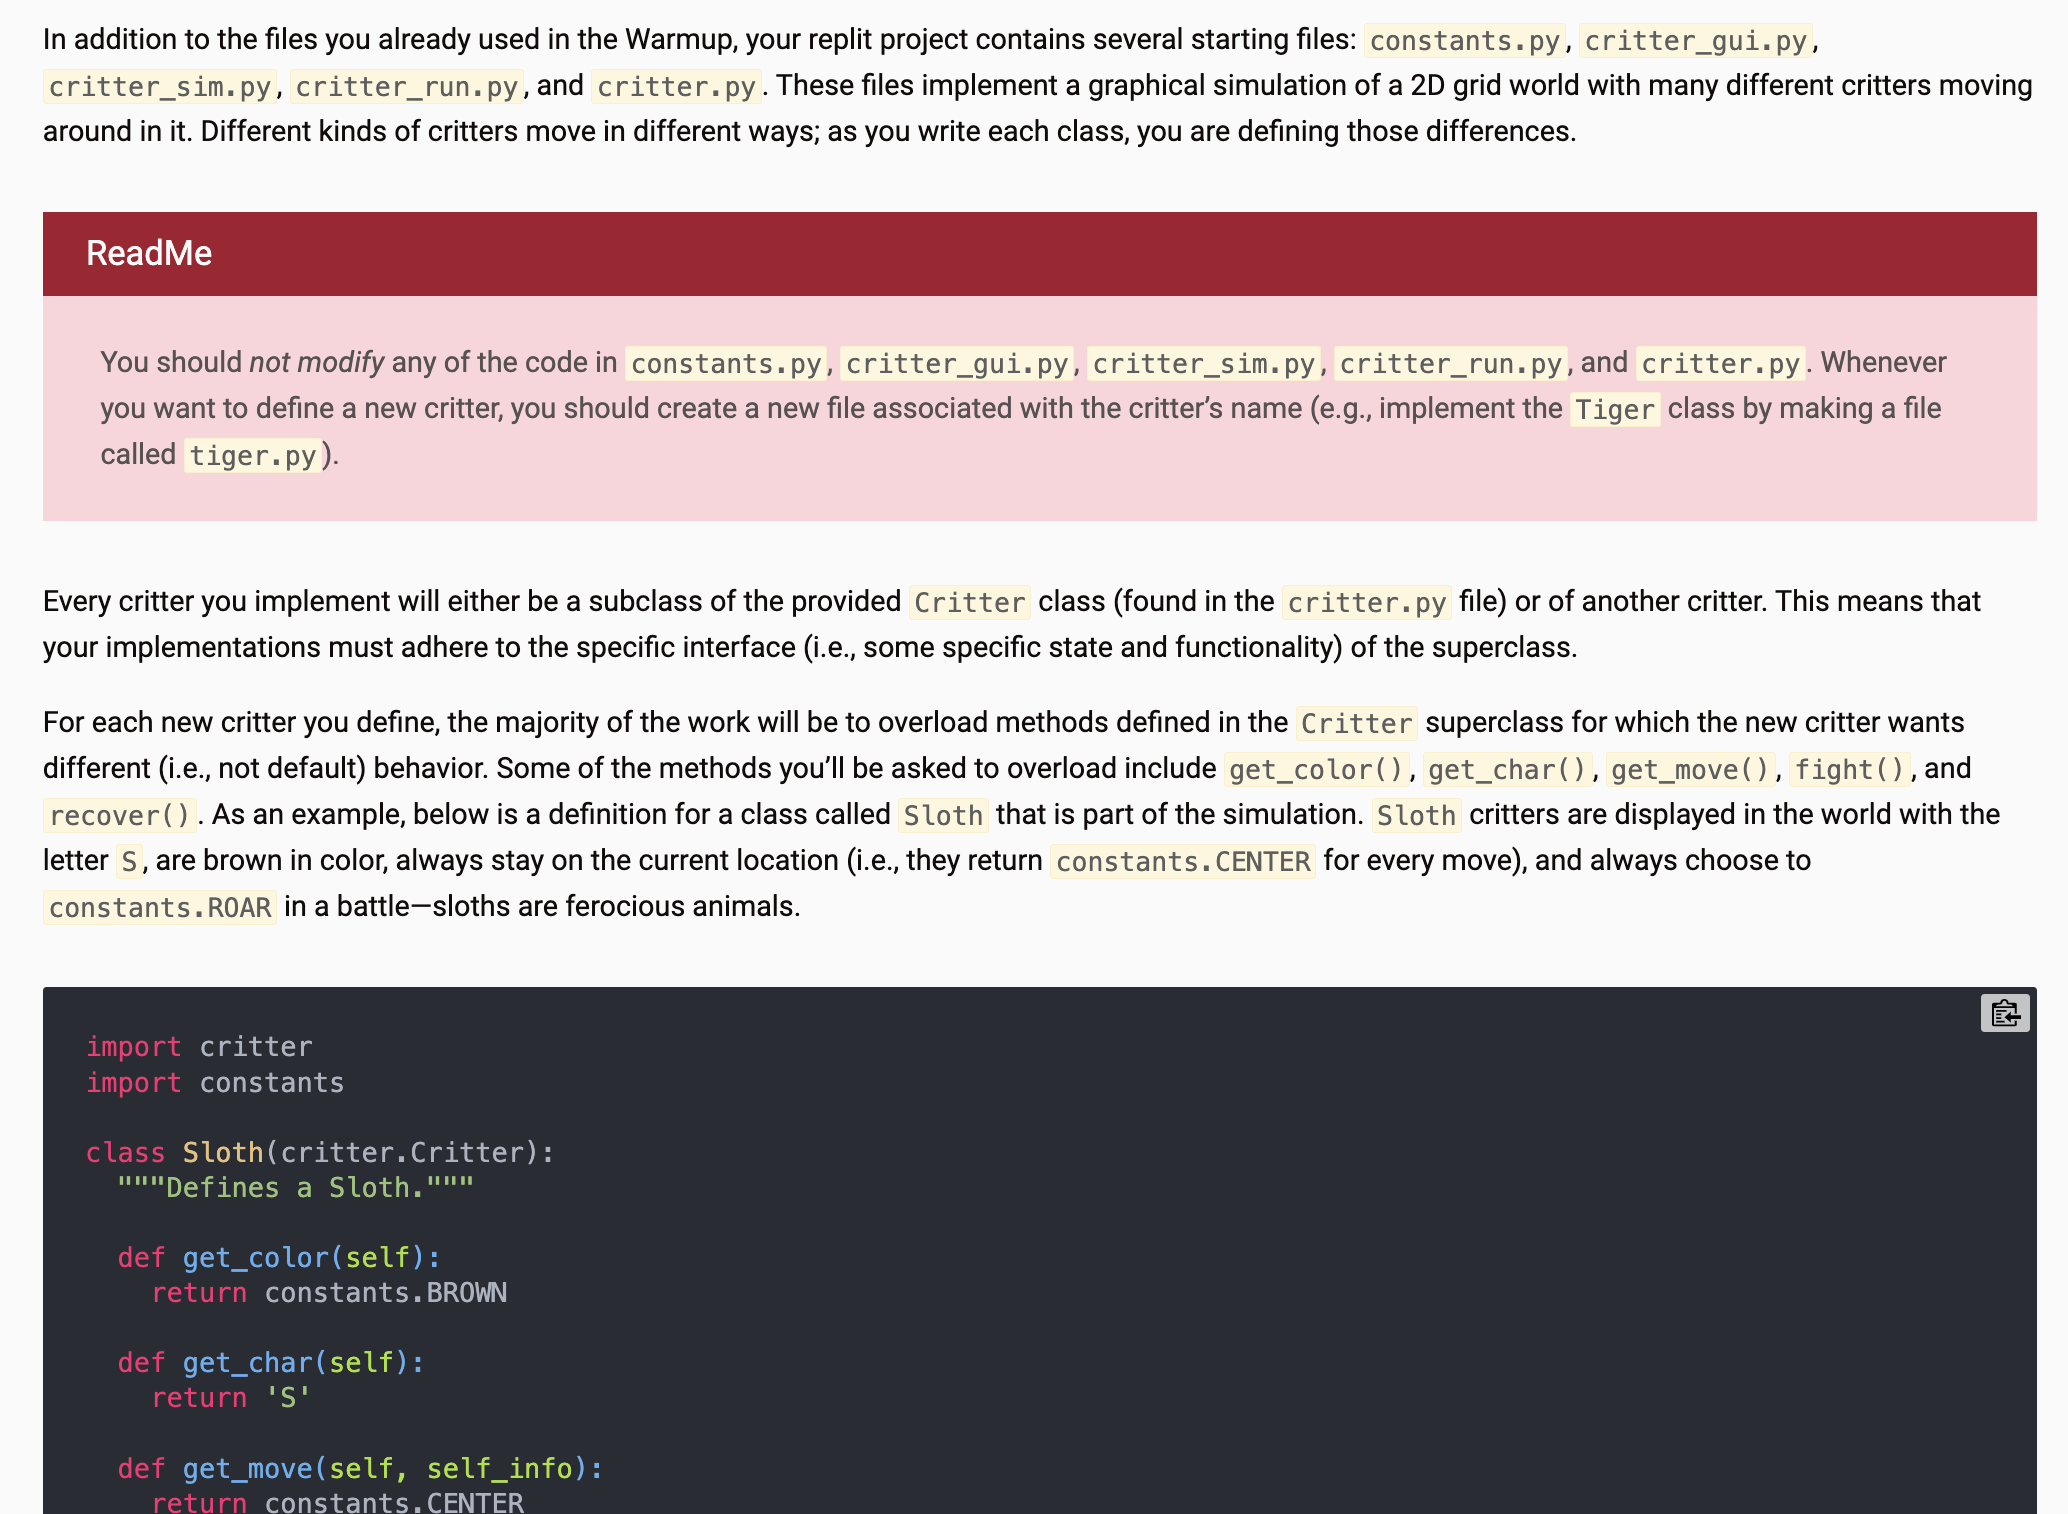 In addition to the files you already used in the Warmup, your replit project contains several starting files: constants.py, critter_gui.py,
critter_sim.py, critter_run.py, and critter.py. These files implement a graphical simulation of a 2D grid world with many different critters moving
around in it. Different kinds of critters move in different ways; as you write each class, you are defining those differences.
ReadMe
You should not modify any of the code in constants.py, critter_gui.py, critter_sim.py, critter_run.py, and critter.py. Whenever
you want to define a new critter, you should create a new file associated with the critter’s name (e.g., implement the Tiger class by making a file
called tiger.py).
Every critter you implement will either be a subclass of the provided Critter class (found in the critter.py file) or of another critter. This means that
your implementations must adhere to the specific interface (i.e., some specific state and functionality) of the superclass.
For each new critter you define, the majority of the work will be to overload methods defined in the Critter superclass for which the new critter wants
different (i.e., not default) behavior. Some of the methods you’ll be asked to overload include get_color(), get_char(), get_move(), fight(), and
recover(). As an example, below is a definition for a class called Sloth that is part of the simulation. Sloth critters are displayed in the world with the
letter S, are brown in color, always stay on the current location (i.e., they return constants.CENTER for every move), and always choose to
constants.ROAR in a battle—sloths are ferocious animals.
import critter
import constants
class Sloth(critter.Critter):
"""Defines a Sloth."""
def get_color(self):
return constants.BROWN
def get_char(self):
return 'S'
def get_move(self, self_info):
return constants.CENTER